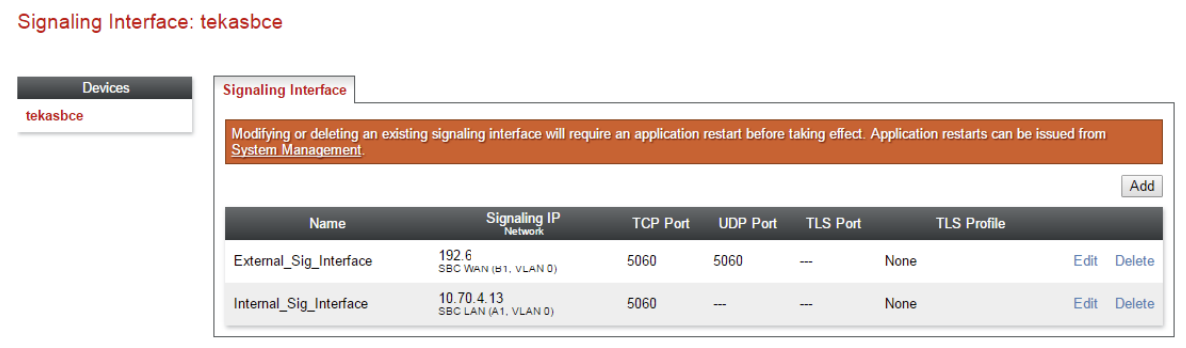 Signaling Interface: tekasbce
Devices
tekasbce
Signaling Interface
Modifying or deleting an existing signaling interface will require an application restart before taking effect. Application restarts can be issued from
System Management.
Add
Name Signaling IP Network TCP Port UDP Port TLS Port TLS Profile
External_Sig_Interface 192.6 5060 5060 --- None Edit Delete
SBC WAN (B1, VLAN 0)
Internal_Sig_Interface 10.70.4.13 5060 --- --- None Edit Delete
SBC LAN (A1, VLAN 0)